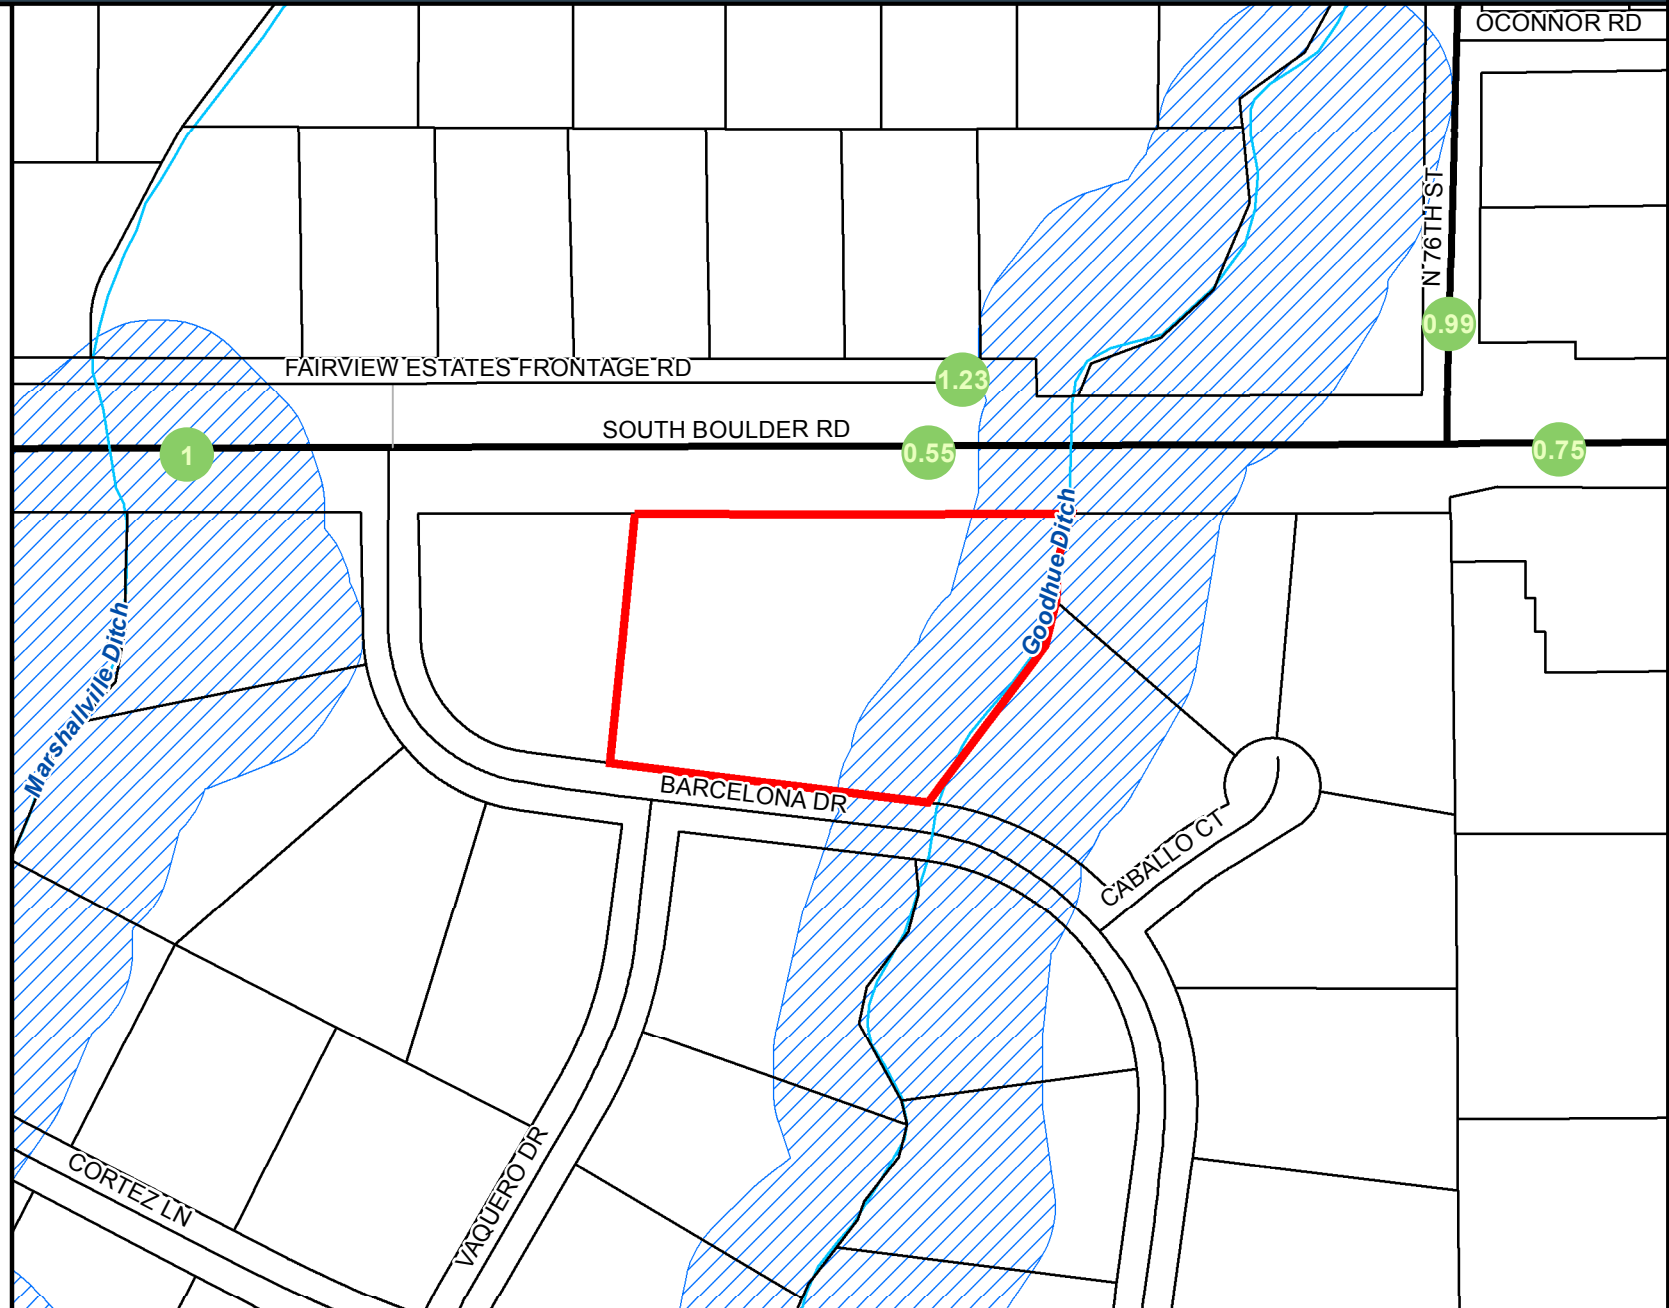 OCONNOR RD
N 76TH ST
0.99
FAIRVIEW ESTATES FRONTAGE RD
1.23
SOUTH BOULDER RD
1
0.55
0.75
Goodhue Ditch
Marshallville Ditch
BARCELONA DR
CABALLO CT
VAQUERO DR
CORTEZ LN